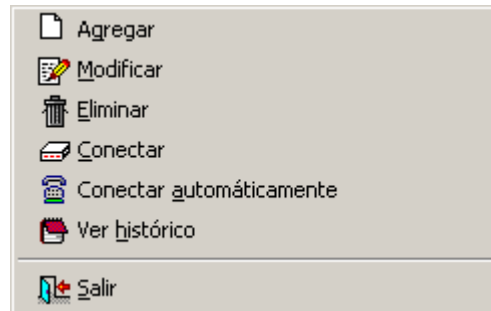 Agregar
Modificar
Eliminar
Conectar
Conectar automáticamente
Ver histórico
Salir